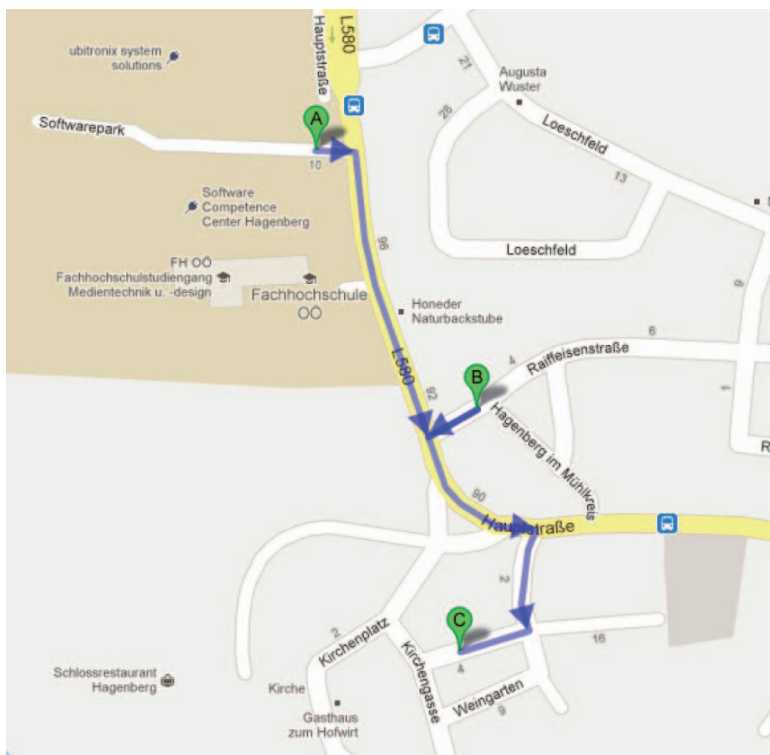 L580
Hauptstraße
ubitronix system
solutions
21
Augusta
Wuster
A
Softwarepark
28
Loeschfeld
10
13
Software
Competence
Center Hagenberg
96
Loeschfeld
FH OÖ
Fachhochschulstudiengang
Medientechnik u. -design
Fachhochschule
OÖ
Honeder
Naturbackstube
6
6
4
Raiffeisenstraße
L580
B
92
1
Hagenberg im Mühlkreis
R
90
Hauptstraße
2
C
2
Kirchenplatz
16
4
Kirchengasse
Schlossrestaurant
Hagenberg
Kirche
Weingarten
9
Gasthaus
zum Hofwirt